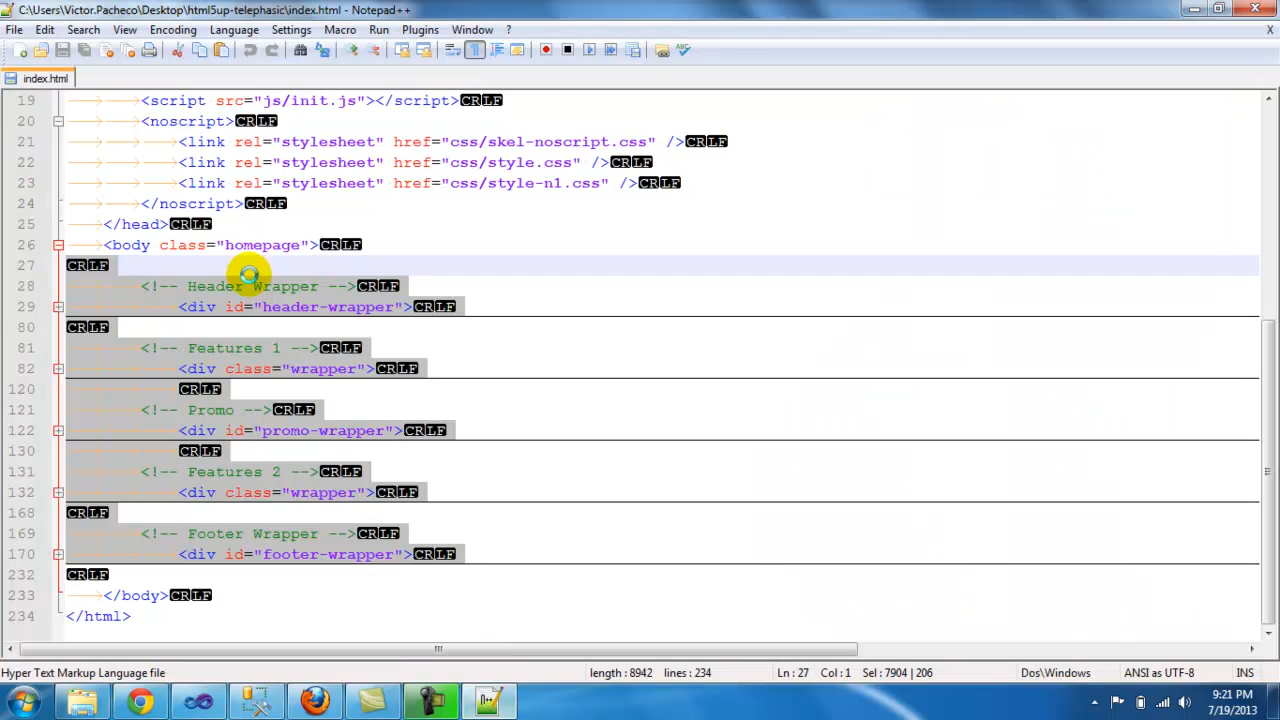 C:\Users\Victor.Pacheco\Desktop\html5up-telephasic\index.html - Notepad++
File Edit Search View Encoding Language Settings Macro Run Plugins Window ? X
index.html
19 <script src="js/init.js"></script>CRLF
20 <noscript>CRLF
21 <link rel="stylesheet" href="css/skel-noscript.css" />CRLF
22 <link rel="stylesheet" href="css/style.css" />CRLF
23 <link rel="stylesheet" href="css/style-n1.css" />CRLF
24 </noscript>CRLF
25 </head>CRLF
26 <body class="homepage">CRLF
27 CRLF
28 <!-- Header Wrapper -->CRLF
29 <div id="header-wrapper">CRLF
80 CRLF
81 <!-- Features 1 -->CRLF
82 <div class="wrapper">CRLF
120 CRLF
121 <!-- Promo -->CRLF
122 <div id="promo-wrapper">CRLF
130 CRLF
131 <!-- Features 2 -->CRLF
132 <div class="wrapper">CRLF
168 CRLF
169 <!-- Footer Wrapper -->CRLF
170 <div id="footer-wrapper">CRLF
232 CRLF
233 </body>CRLF
234 </html>
Hyper Text Markup Language file length : 8942 lines : 234 Ln : 27 Col : 1 Sel : 7904 | 206 Dos\Windows ANSI as UTF-8 INS
9:21 PM
7/19/2013